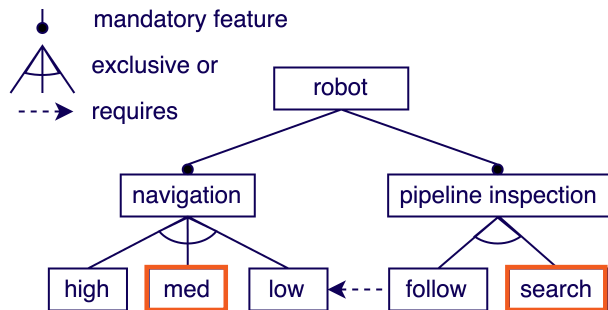 mandatory feature
exclusive or
requires
robot
navigation
pipeline inspection
high
med
low
follow
search